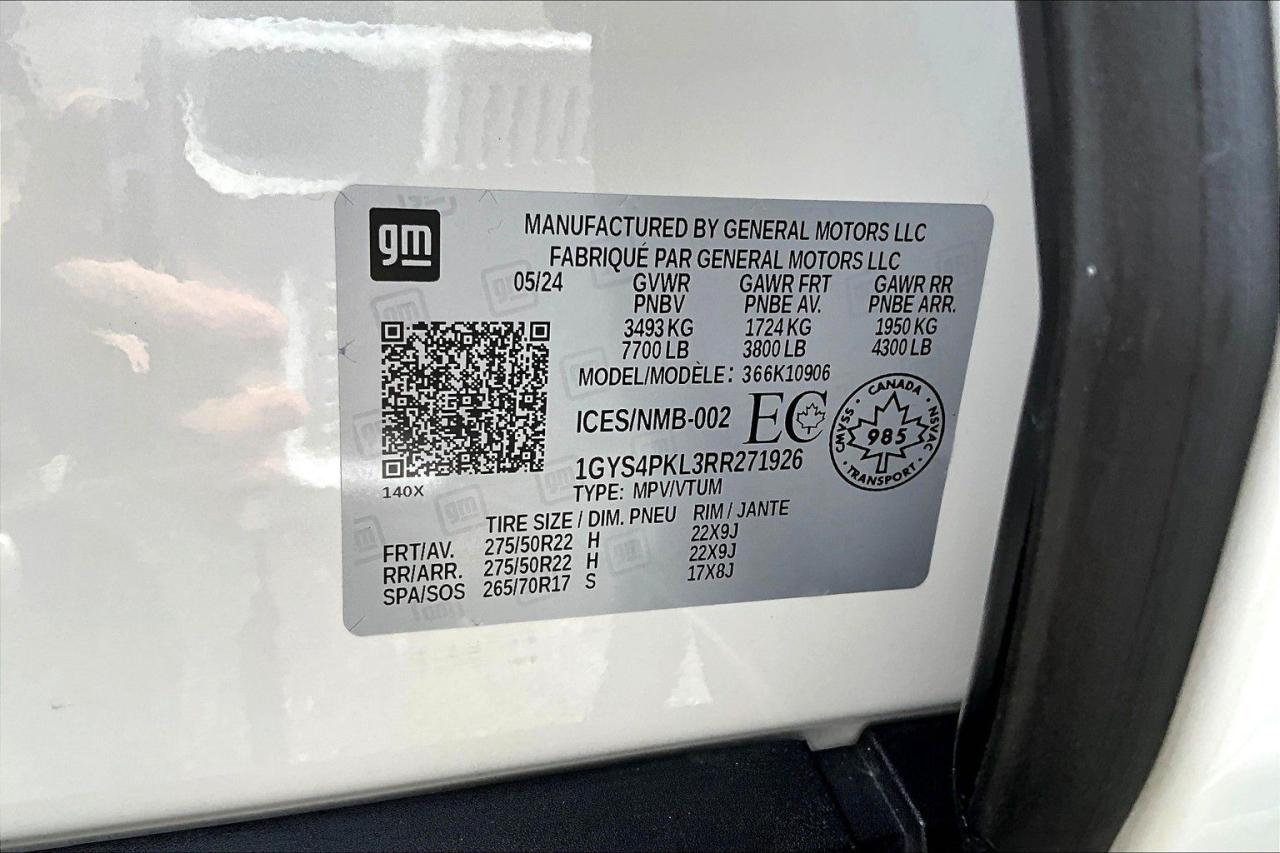 gm
MANUFACTURED BY GENERAL MOTORS LLC
FABRIQUÉ PAR GENERAL MOTORS LLC
05/24 GVWR GAWR FRT GAWR RR
PNBV PNBE AV. PNBE ARR.
3493 KG 1724 KG 1950 KG
7700 LB 3800 LB 4300 LB
MODEL/MODÈLE: 366K10906
ICES/NMB-002 EC
CANADA
CMVSS 985 NSVAC
TRANSPORT
1GYS4PKL3RR271926
140X
TYPE: MPV/VTUM
TIRE SIZE / DIM. PNEU RIM / JANTE
FRT/AV. 275/50R22 H 22X9J
RR/ARR. 275/50R22 H 22X9J
SPA/SOS 265/70R17 S 17X8J